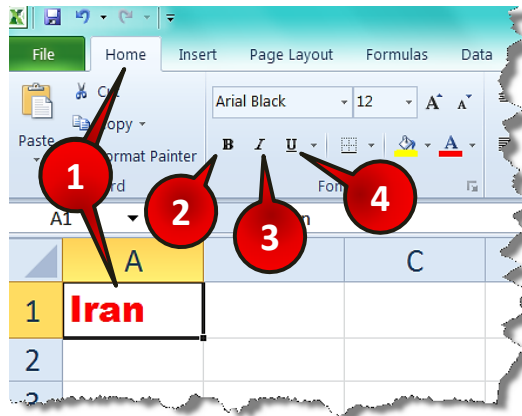 File Home Insert Page Layout Formulas Data
Arial Black 12 A A
Paste
B I U A
1 2 3 4
A1
A C
1 Iran
2
3